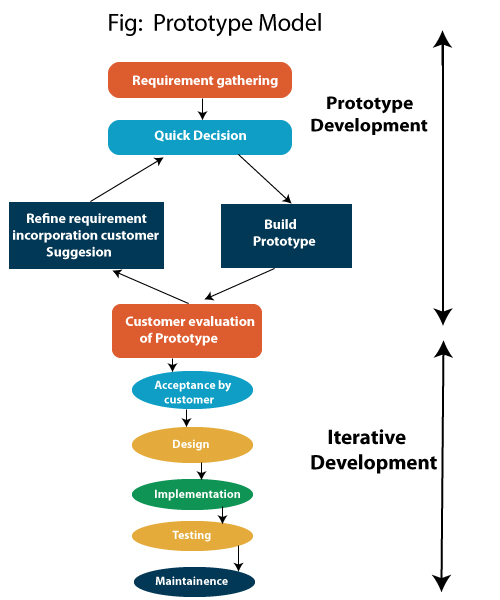 Fig:  Prototype Model
Requirement gathering
Prototype
Development
Quick Decision
Refine requirement
incorporation customer
Suggesion
Build
Prototype
Customer evaluation
of Prototype
Acceptance by
customer
Iterative
Development
Design
Implementation
Testing
Maintainence